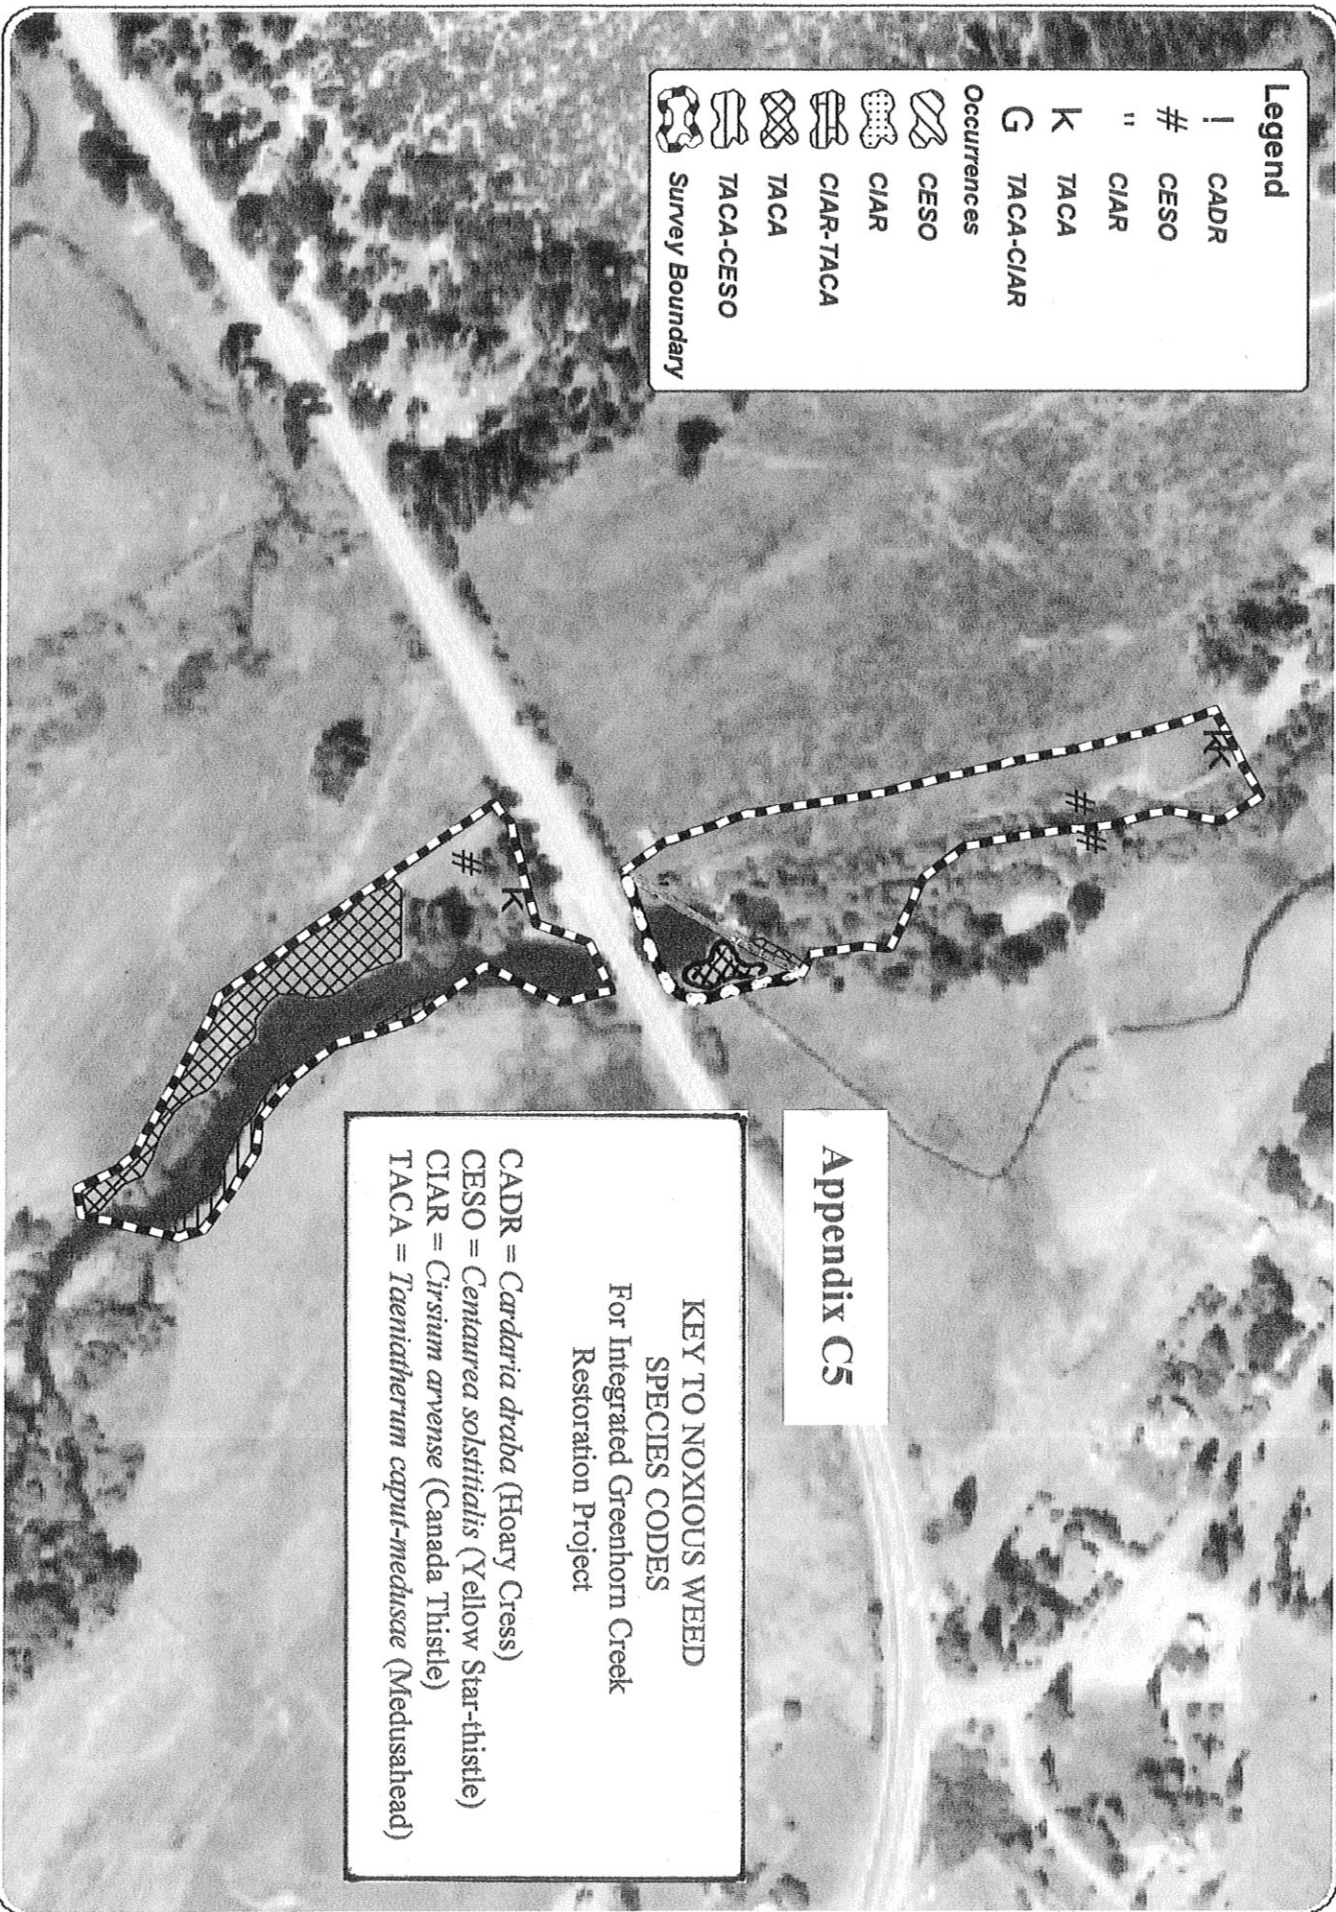 Legend
! CADR
# CESO
" CIAR
k TACA
G TACA-CIAR
Occurrences
CESO
CIAR
CIAR-TACA
TACA
TACA-CESO
Survey Boundary
kk
#
#
#
k
Appendix C5
KEY TO NOXIOUS WEED
SPECIES CODES
For Integrated Greenhorn Creek
Restoration Project
CADR = Cardaria draba (Hoary Cress)
CESO = Centaurea solstitialis (Yellow Star-thistle)
CIAR = Cirsium arvense (Canada Thistle)
TACA = Taeniatherum caput-medusae (Medusahead)